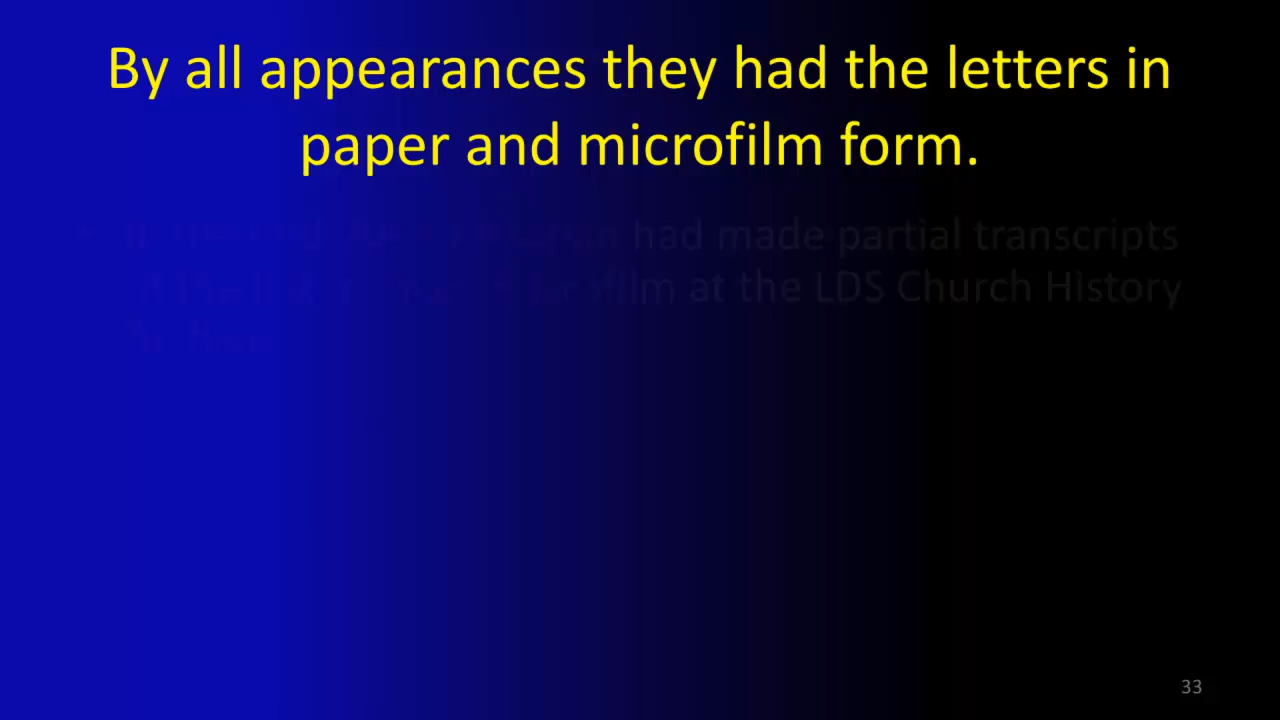 By all appearances they had the letters in
paper and microfilm form.
had made partial transcripts
at the LDS Church History
33